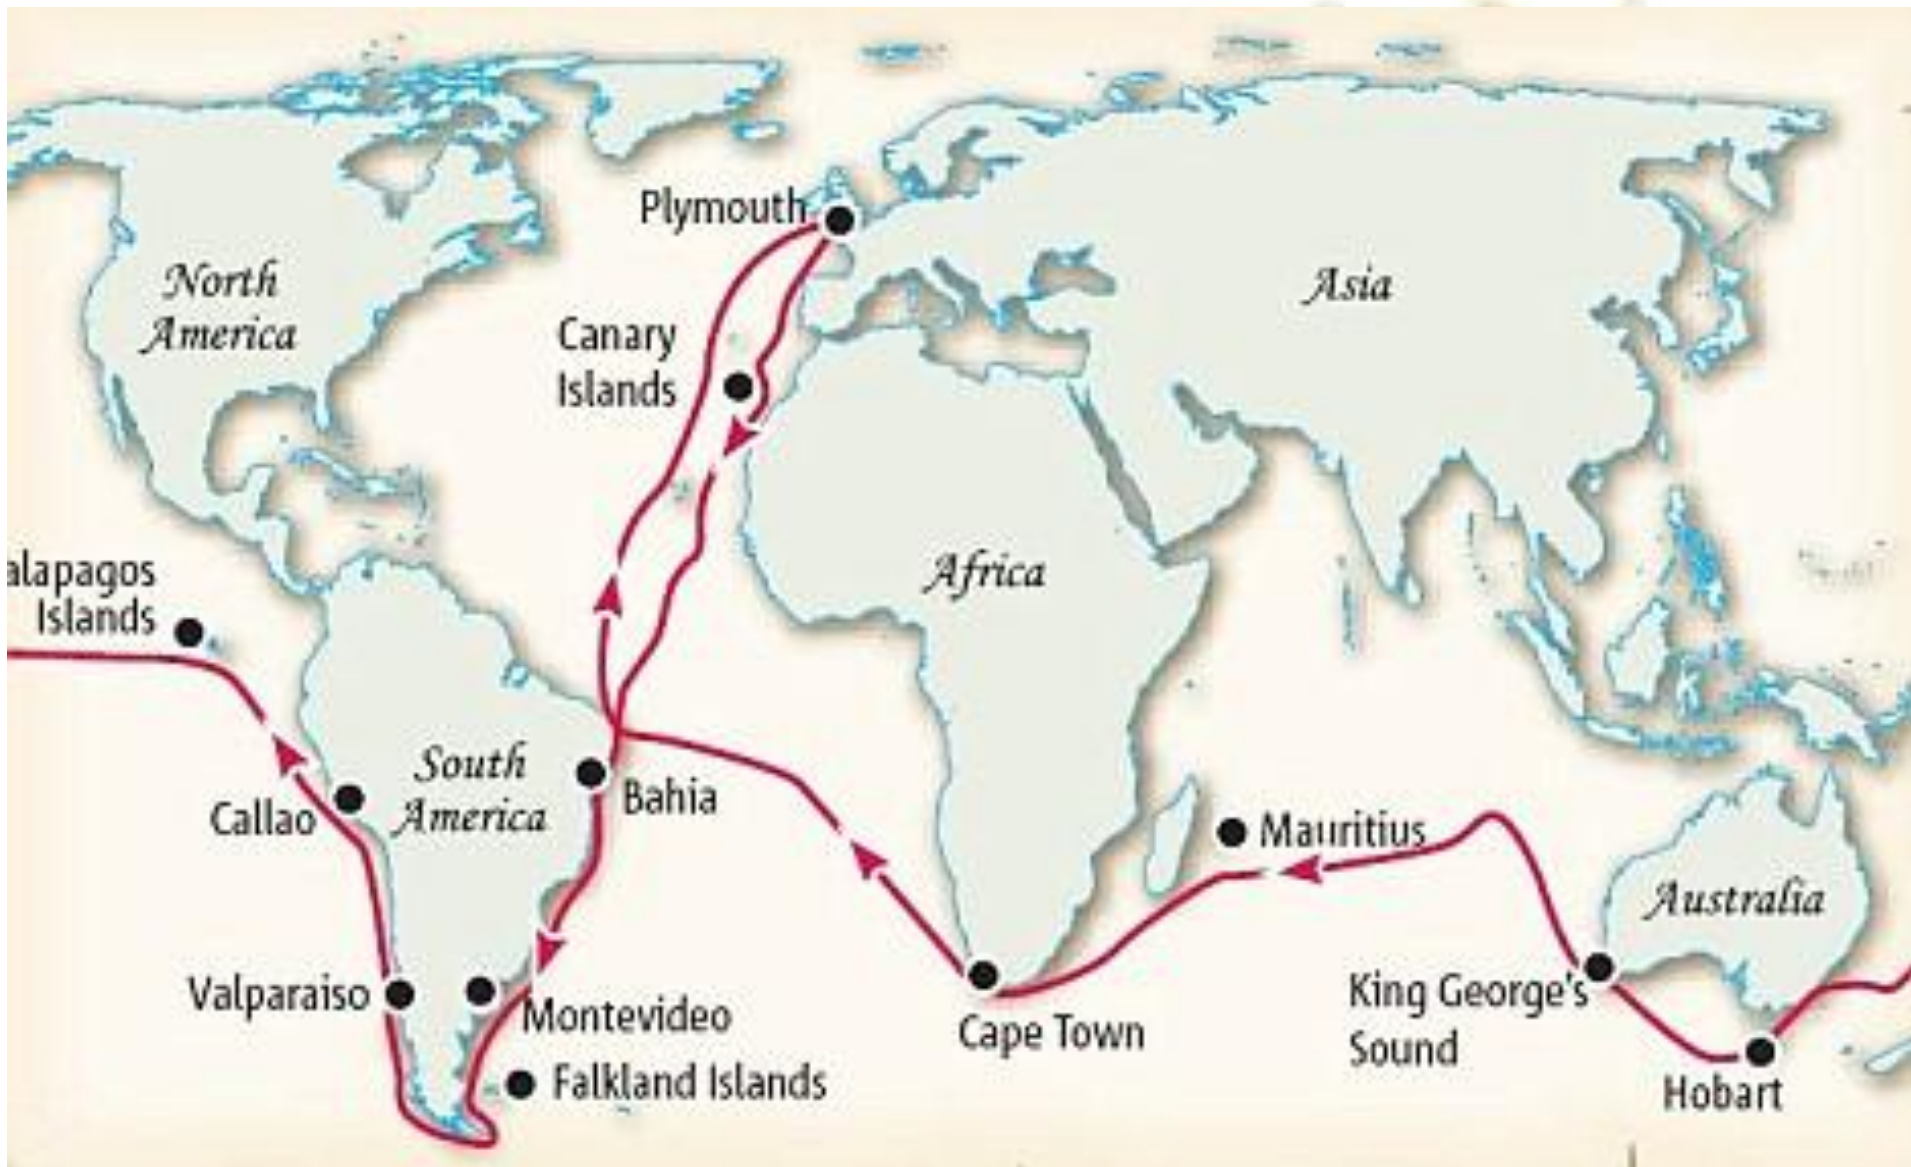 Plymouth
North
America
Asia
Canary
Islands
Africa
alapagos
Islands
South
America
Callao
Bahia
Mauritius
Australia
Valparaiso
Montevideo
King George's
Sound
Cape Town
Falkland Islands
Hobart